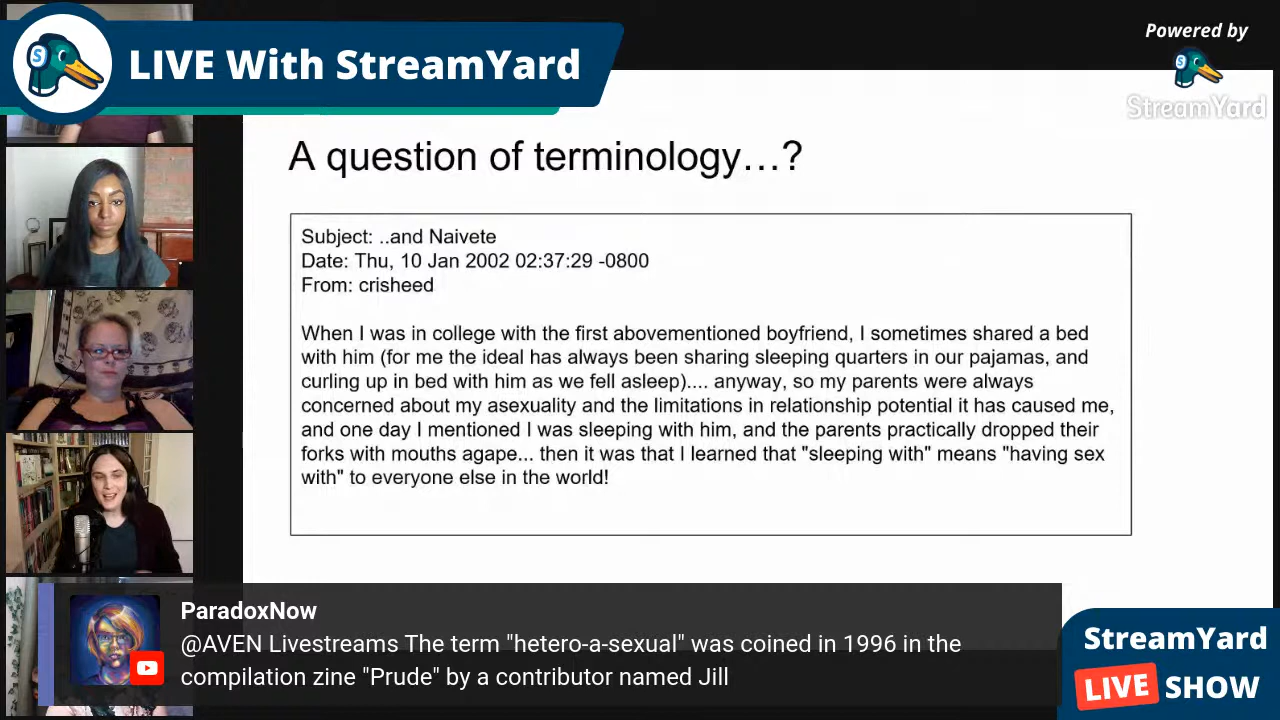 LIVE With StreamYard
Powered by
StreamYard
A question of terminology…?
Subject: ..and Naivete
Date: Thu, 10 Jan 2002 02:37:29 -0800
From: crisheed
When I was in college with the first abovementioned boyfriend, I sometimes shared a bed
with him (for me the ideal has always been sharing sleeping quarters in our pajamas, and
curling up in bed with him as we fell asleep).... anyway, so my parents were always
concerned about my asexuality and the limitations in relationship potential it has caused me,
and one day I mentioned I was sleeping with him, and the parents practically dropped their
forks with mouths agape... then it was that I learned that "sleeping with" means "having sex
with" to everyone else in the world!
ParadoxNow
@AVEN Livestreams The term "hetero-a-sexual" was coined in 1996 in the
compilation zine "Prude" by a contributor named Jill
StreamYard
LIVE SHOW